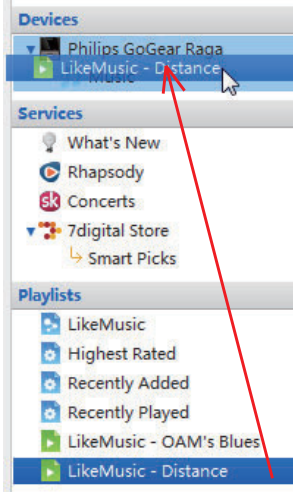 Devices
Philips GoGear Raga
LikeMusic - Distance
Music
Services
What's New
Rhapsody
sk Concerts
7digital Store
Smart Picks
Playlists
LikeMusic
Highest Rated
Recently Added
Recently Played
LikeMusic - OAM's Blues
LikeMusic - Distance